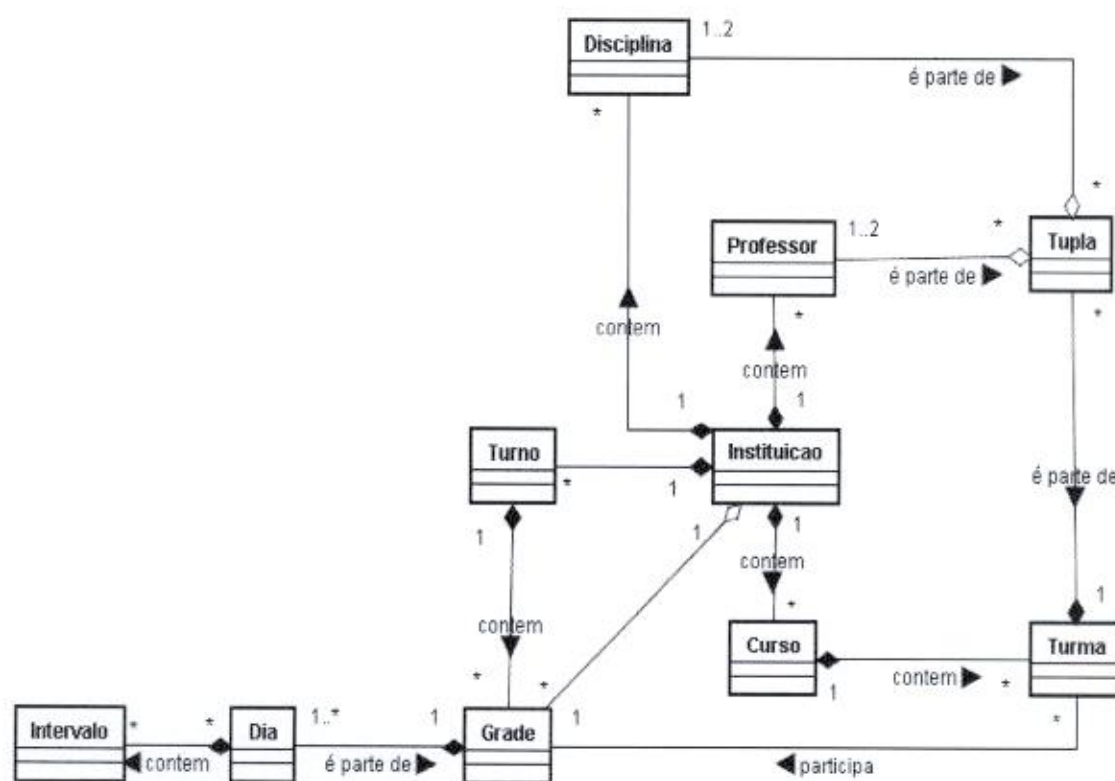 Disciplina
1..2
é parte de
*
*
Professor
1..2
*
é parte de
Tupla
*
*
contem
contem
1
1
Turno
*
1
Instituicao
é parte de
1
1
1
contem
contem
*
1
Curso
1
contem
*
Turma
*
*
*
Intervalo
*
*
contem
Dia
1..*
é parte de
1
Grade
1
participa